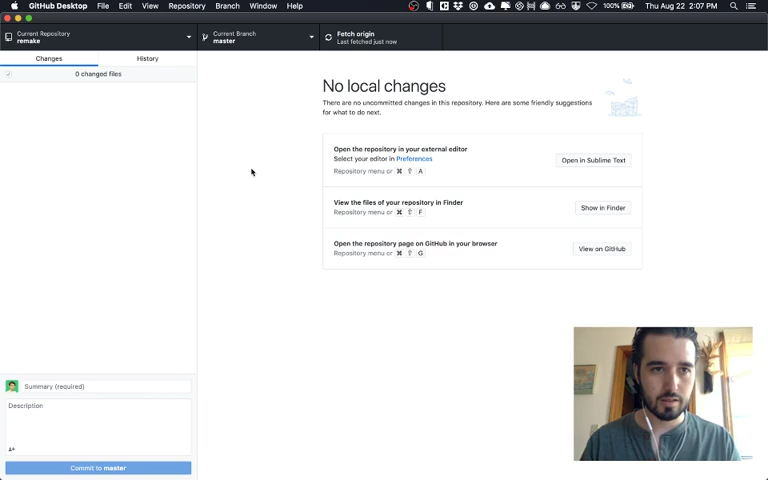 GitHub Desktop File Edit View Repository Branch Window Help
100% Thu Aug 22 2:07 PM
Current Repository
remake
Current Branch
master
Fetch origin
Last fetched just now
Changes History
0 changed files
No local changes
There are no uncommitted changes in this repository. Here are some friendly suggestions
for what to do next.
Open the repository in your external editor
Select your editor in Preferences
Repository menu or ⌘ ⇧ A
Open in Sublime Text
View the files of your repository in Finder
Repository menu or ⌘ ⇧ F
Show in Finder
Open the repository page on GitHub in your browser
Repository menu or ⌘ ⇧ G
View on GitHub
Summary (required)
Description
Commit to master